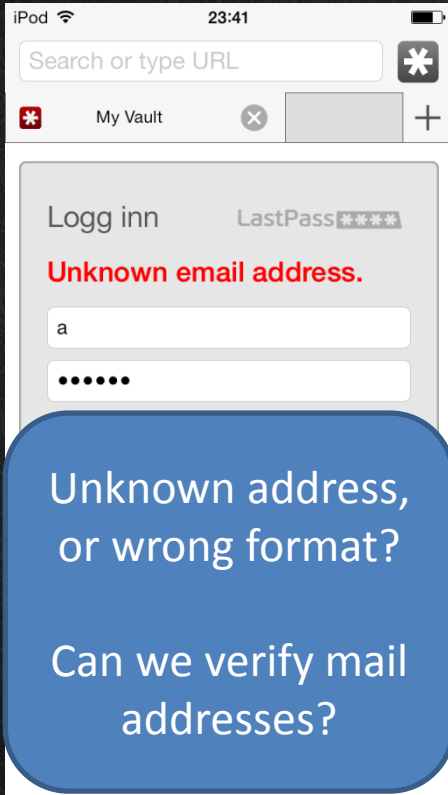 iPod 23:41
Search or type URL
My Vault
Logg inn LastPass ****
Unknown email address.
a
••••••
Unknown address,
or wrong format?
Can we verify mail
addresses?